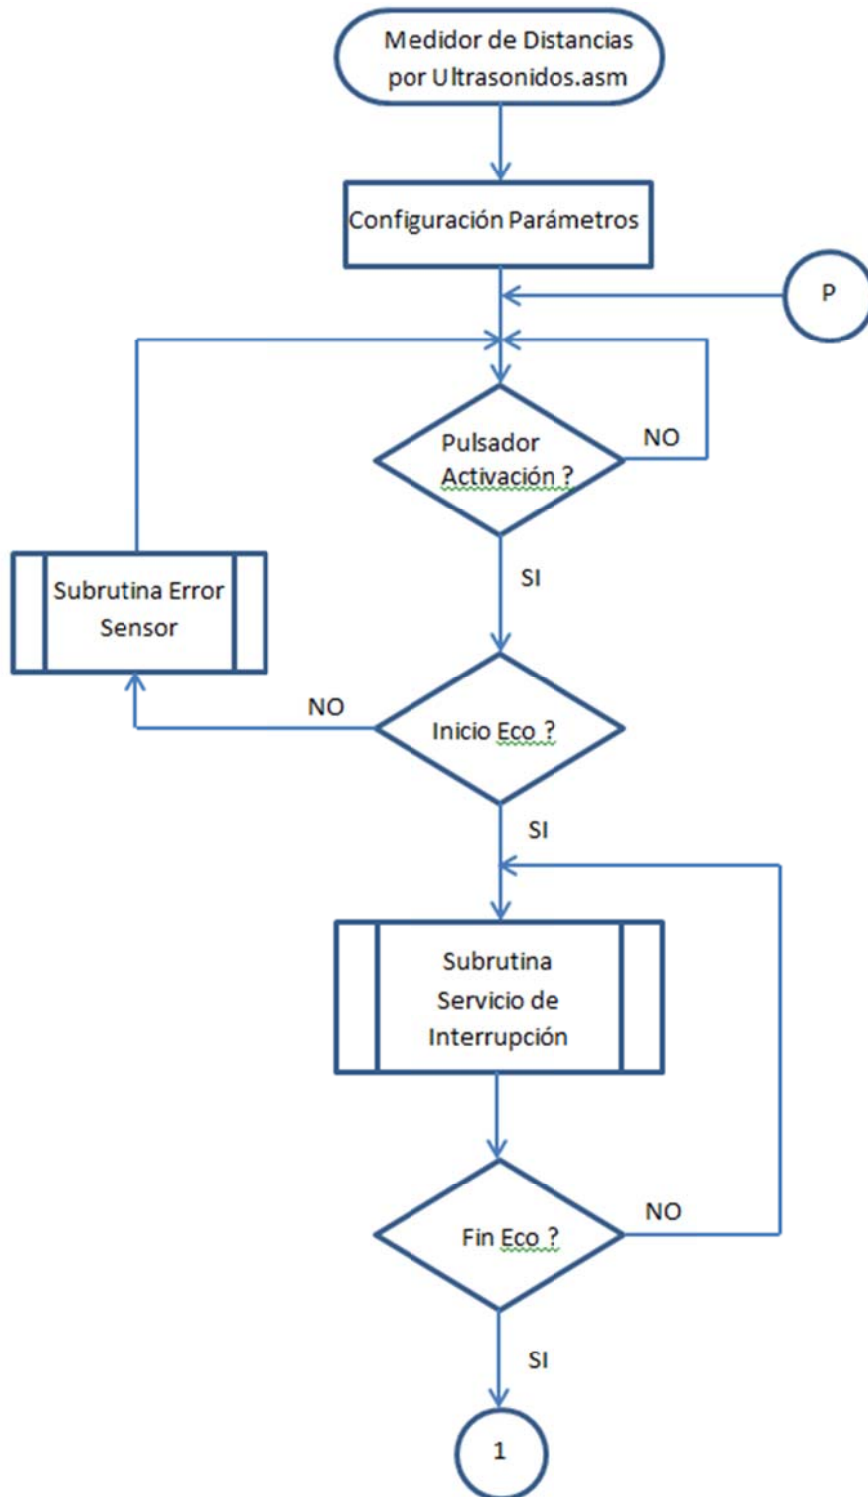 Medidor de Distancias
por Ultrasonidos.asm
Configuración Parámetros
P
Pulsador
Activación ?
NO
SI
Subrutina Error
Sensor
NO
Inicio Eco ?
SI
Subrutina
Servicio de
Interrupción
Fin Eco ?
NO
SI
1